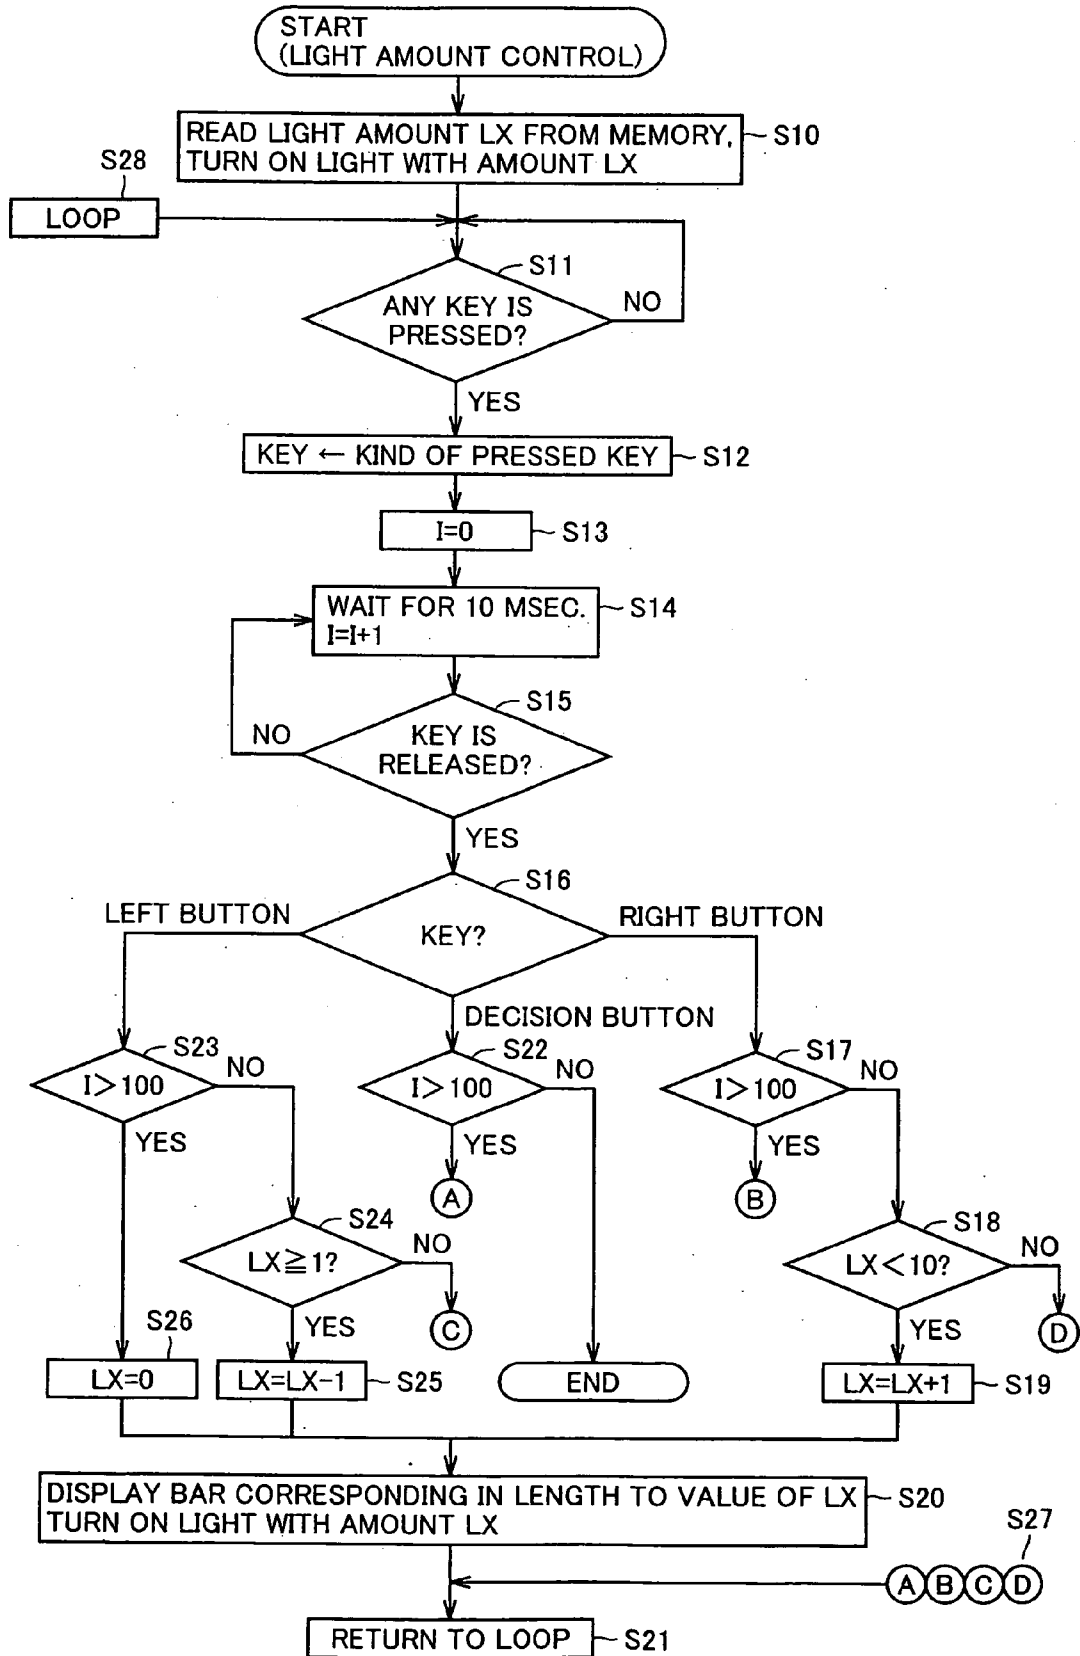 START
(LIGHT AMOUNT CONTROL)
READ LIGHT AMOUNT LX FROM MEMORY,
TURN ON LIGHT WITH AMOUNT LX
S10
S28
LOOP
S11
ANY KEY IS
PRESSED?
NO
YES
KEY ← KIND OF PRESSED KEY
S12
I=0
S13
WAIT FOR 10 MSEC.
I=I+1
S14
S15
KEY IS
RELEASED?
NO
YES
S16
KEY?
LEFT BUTTON
RIGHT BUTTON
DECISION BUTTON
S23
I>100
NO
YES
S22
I>100
NO
YES
A
S17
I>100
NO
YES
B
S24
LX≧1?
NO
C
YES
S18
LX<10?
NO
D
YES
S26
LX=0
LX=LX-1
S25
END
LX=LX+1
S19
DISPLAY BAR CORRESPONDING IN LENGTH TO VALUE OF LX
TURN ON LIGHT WITH AMOUNT LX
S20
S27
A B C D
RETURN TO LOOP
S21